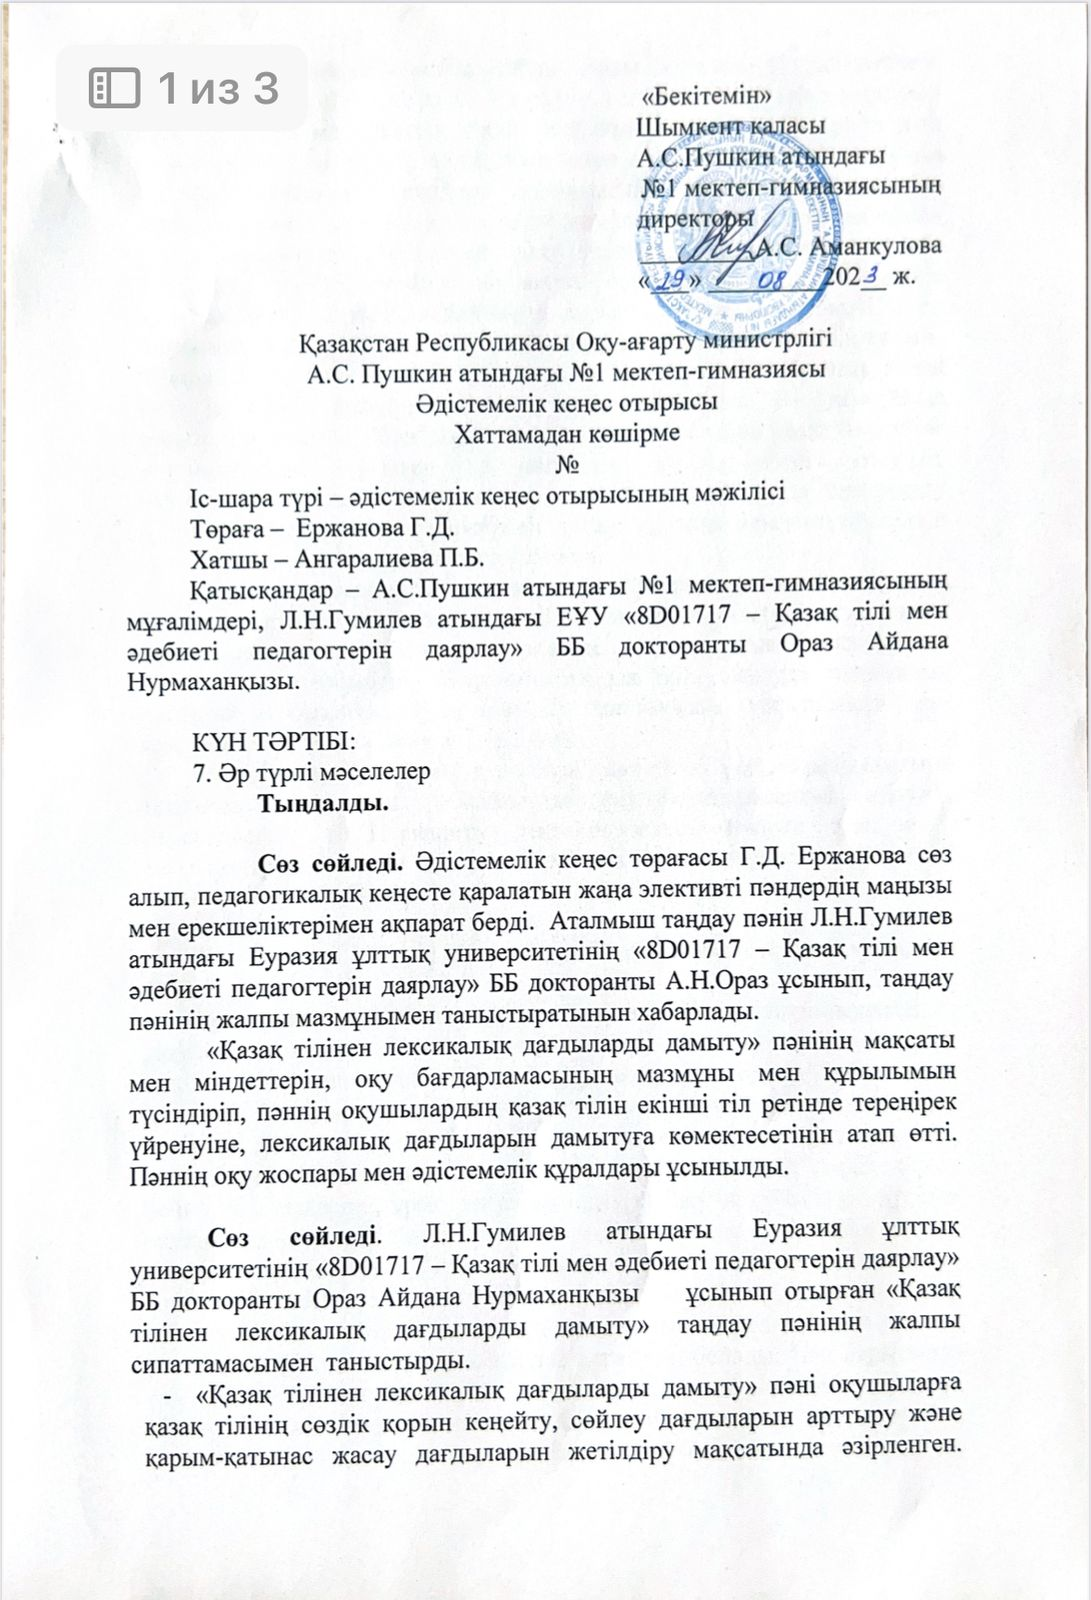 1 из 3
«Бекітемін»
Шымкент қаласы
А.С.Пушкин атындағы
№1 мектеп-гимназиясының
директоры
А.С. Аманкулова
«29» 08 2023 ж.
Қазақстан Республикасы Оқу-ағарту министрлігі
А.С. Пушкин атындағы №1 мектеп-гимназиясы
Әдістемелік кеңес отырысы
Хаттамадан көшірме
№
Іс-шара түрі – әдістемелік кеңес отырысының мәжілісі
Төраға – Ержанова Г.Д.
Хатшы – Ангаралиева П.Б.
Қатысқандар – А.С.Пушкин атындағы №1 мектеп-гимназиясының
мұғалімдері, Л.Н.Гумилев атындағы ЕҰУ «8D01717 – Қазақ тілі мен
әдебиеті педагогтерін даярлау» ББ докторанты Ораз Айдана
Нурмаханқызы.
КҮН ТӘРТІБІ:
7. Әр түрлі мәселелер
Тыңдалды.
Сөз сөйледі. Әдістемелік кеңес төрағасы Г.Д. Ержанова сөз
алып, педагогикалық кеңесте қаралатын жаңа элективті пәндердің маңызы
мен ерекшеліктерімен ақпарат берді. Аталмыш таңдау пәнін Л.Н.Гумилев
атындағы Еуразия ұлттық университетінің «8D01717 – Қазақ тілі мен
әдебиеті педагогтерін даярлау» ББ докторанты А.Н.Ораз ұсынып, таңдау
пәнінің жалпы мазмұнымен таныстыратынын хабарлады.
«Қазақ тілінен лексикалық дағдыларды дамыту» пәнінің мақсаты
мен міндеттерін, оқу бағдарламасының мазмұны мен құрылымын
түсіндіріп, пәннің оқушылардың қазақ тілін екінші тіл ретінде тереңірек
үйренуіне, лексикалық дағдыларын дамытуға көмектесетінін атап өтті.
Пәннің оқу жоспары мен әдістемелік құралдары ұсынылды.
Сөз сөйледі. Л.Н.Гумилев атындағы Еуразия ұлттық
университетінің «8D01717 – Қазақ тілі мен әдебиеті педагогтерін даярлау»
ББ докторанты Ораз Айдана Нурмаханқызы ұсынып отырған «Қазақ
тілінен лексикалық дағдыларды дамыту» таңдау пәнінің жалпы
сипаттамасымен таныстырды.
- «Қазақ тілінен лексикалық дағдыларды дамыту» пәні оқушыларға
қазақ тілінің сөздік қорын кеңейту, сөйлеу дағдыларын арттыру және
қарым-қатынас жасау дағдыларын жетілдіру мақсатында әзірленген.